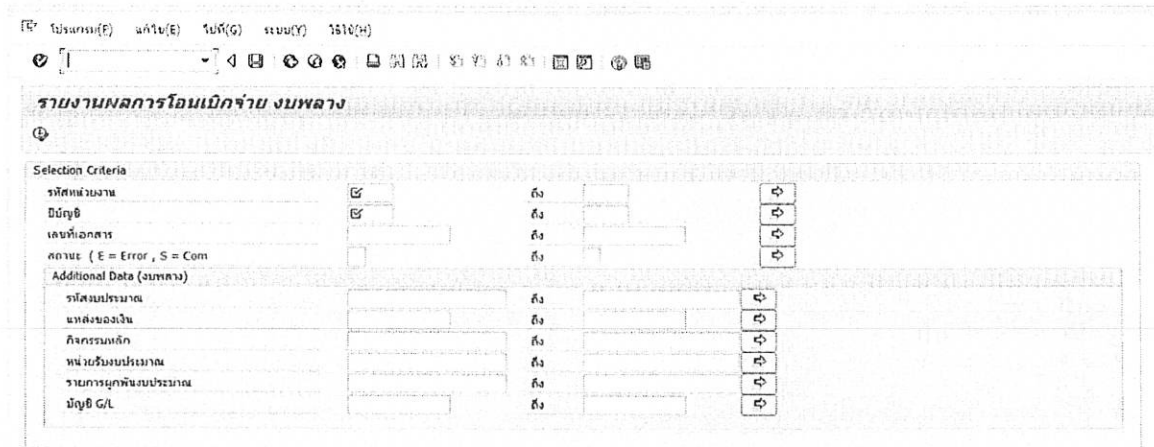 โปรแกรม(P) แก้ไข(E) ไปที่(G) ระบบ(Y) วิธีใช้(H)
รายงานผลการโอนเบิกจ่าย งบพลาง
Selection Criteria
รหัสหน่วยงาน ถึง
ปีบัญชี ถึง
เลขที่เอกสาร ถึง
สถานะ ( E = Error , S = Com ถึง
Additional Data (งบพลาง)
รหัสงบประมาณ ถึง
แหล่งของเงิน ถึง
กิจกรรมหลัก ถึง
หน่วยรับงบประมาณ ถึง
รายการผูกพันงบประมาณ ถึง
บัญชี G/L ถึง